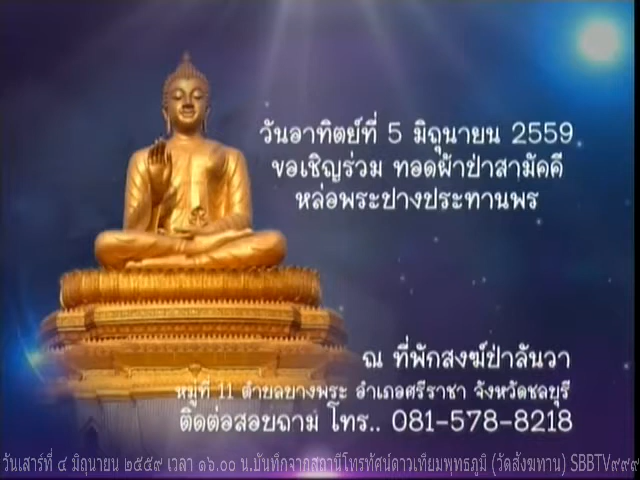 วันอาทิตย์ที่ 5 มิถุนายน 2559
ขอเชิญร่วม ทอดผ้าป่าสามัคคี
หล่อพระปางประทานพร
ณ ที่พักสงฆ์ป่าลันวา
หมู่ที่ 11 ตำบลบางพระ อำเภอศรีราชา จังหวัดชลบุรี
ติดต่อสอบถาม โทร.. 081-578-8218
วันเสาร์ที่ ๔ มิถุนายน ๒๕๕๙ เวลา ๑๖.๐๐ น.บันทึกจากสถานีโทรทัศน์ดาวเทียมพุทธภูมิ (วัดสังฆทาน) SBBTV๙๙๙